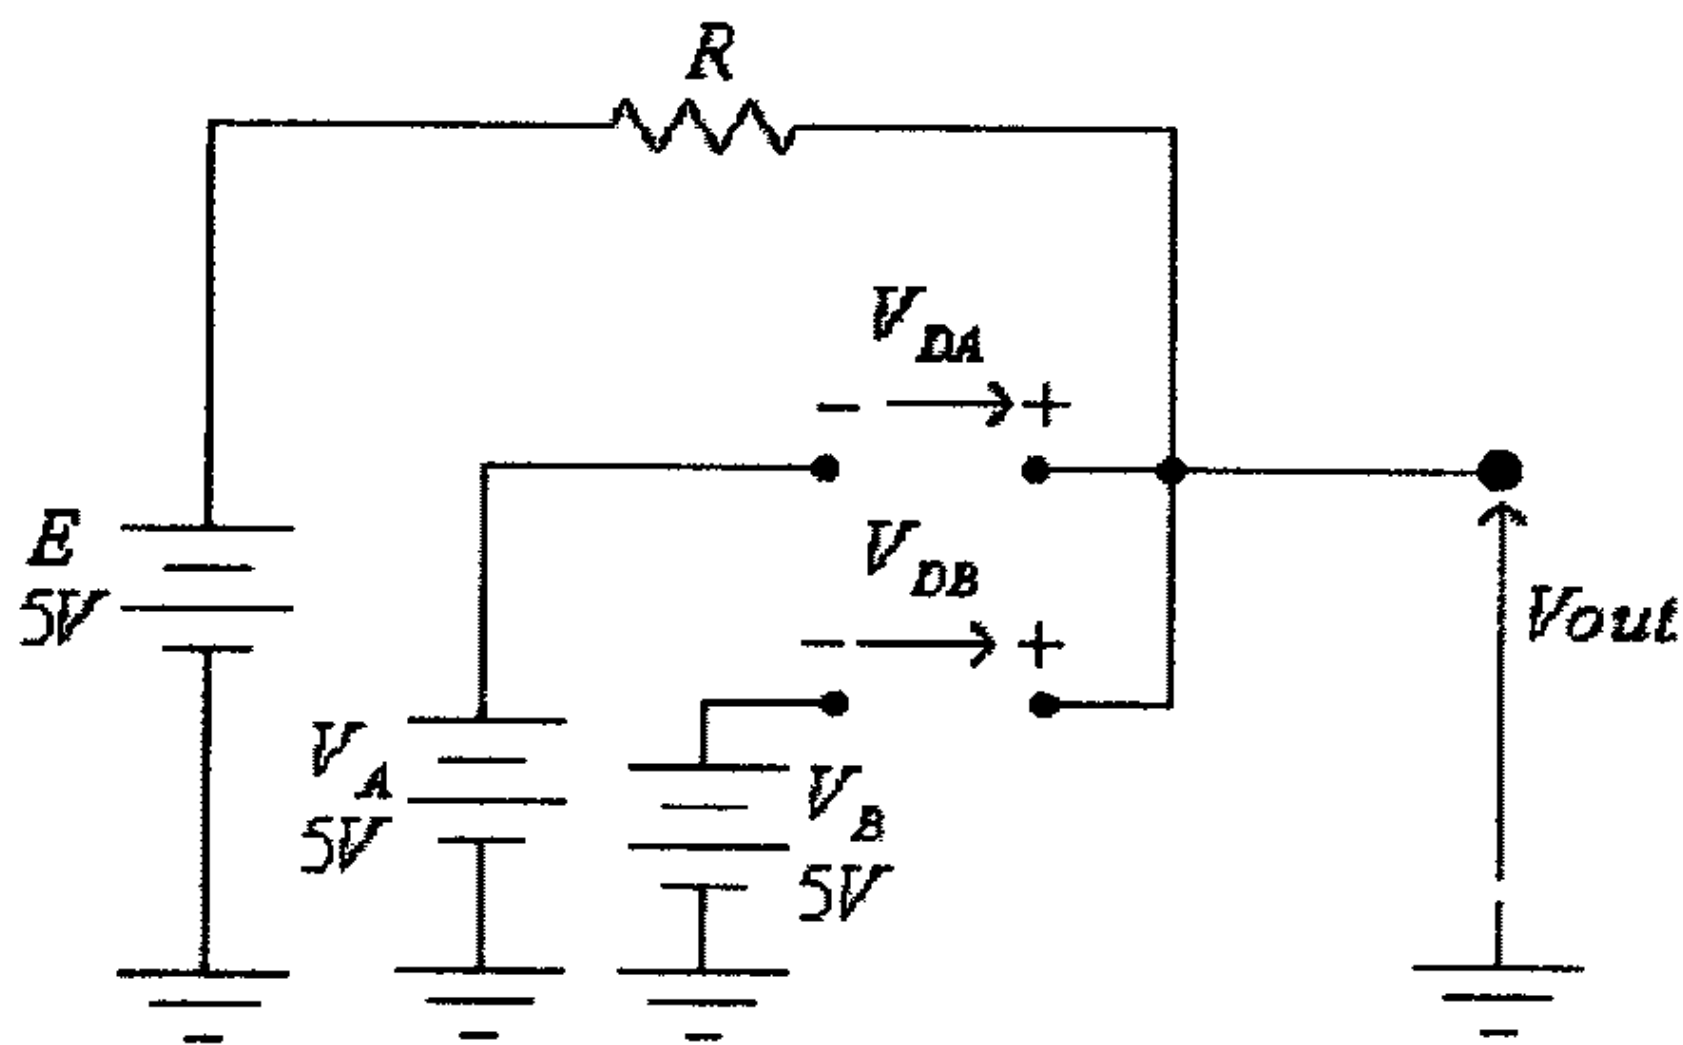 R
V_DA
- → +
V_DB
- → +
E
5V
V_A
5V
V_B
5V
Vout